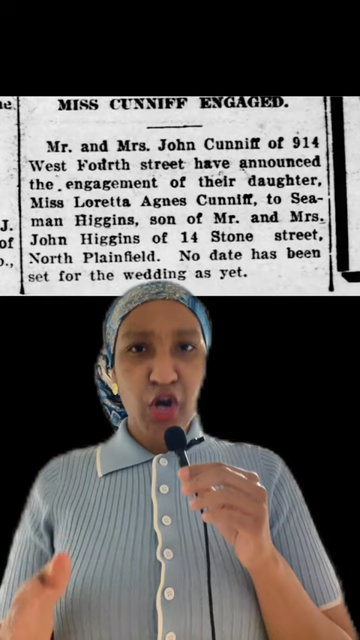 MISS CUNNIFF ENGAGED.
Mr. and Mrs. John Cunniff of 914
West Fourth street have announced
the engagement of their daughter,
Miss Loretta Agnes Cunniff, to Sea-
man Higgins, son of Mr. and Mrs.
John Higgins of 14 Stone street,
North Plainfield. No date has been
set for the wedding as yet.
J.
of